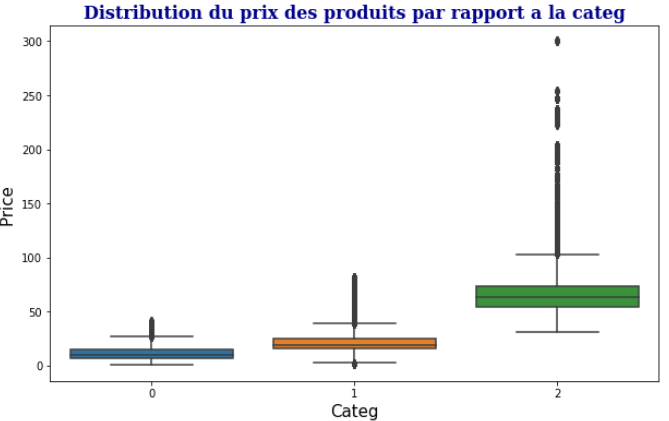 Distribution du prix des produits par rapport a la categ
300
250
200
150
100
50
0
Price
0 1 2
Categ